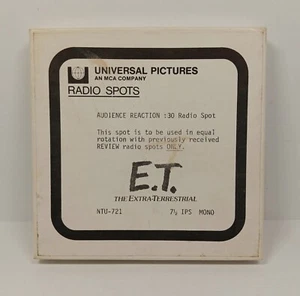 UNIVERSAL PICTURES
AN MCA COMPANY
RADIO SPOTS
AUDIENCE REACTION :30 Radio Spot
This spot is to be used in equal
rotation with previously received
REVIEW radio spots ONLY.
E.T.
THE EXTRA-TERRESTRIAL
NTU-721 7½ IPS MONO